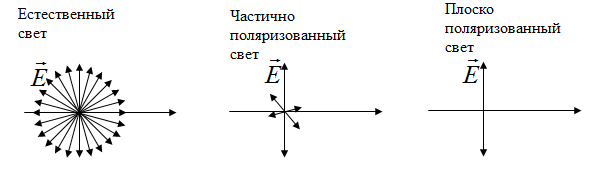 Естественный
свет
E
Частично
поляризованный
свет
E
Плоско
поляризованный
свет
E